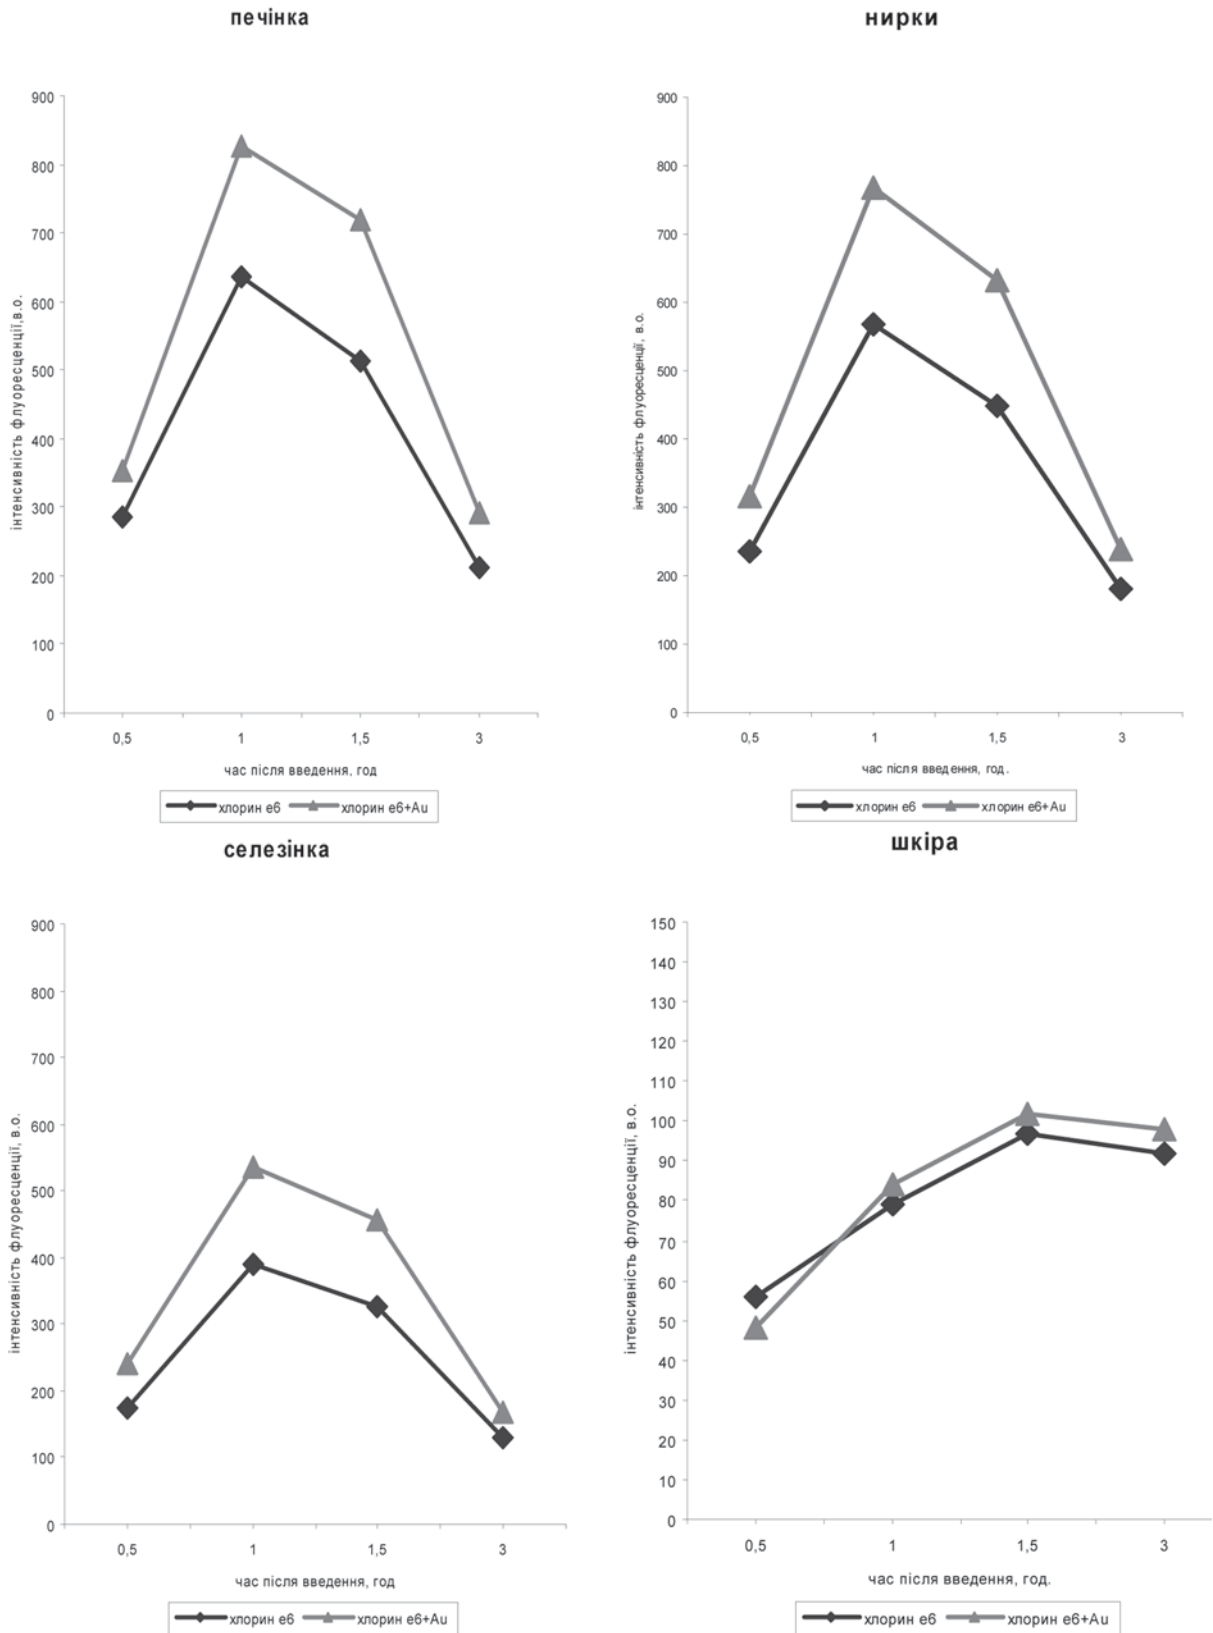 печінка
900
800
700
600
500
400
300
200
100
0
інтенсивність флуоресценції,в.о.
0,5 1 1,5 3
час після введення, год
хлорин е6 хлорин е6+Au
нирки
900
800
700
600
500
400
300
200
100
0
інтенсивність флуоресценції, в.о.
0,5 1 1,5 3
час після введення, год.
хлорин е6 хлорин е6+Au
селезінка
900
800
700
600
500
400
300
200
100
0
інтенсивність флуоресценції, в.о.
0,5 1 1,5 3
час після введення, год
хлорин е6 хлорин е6+Au
шкіра
150
140
130
120
110
100
90
80
70
60
50
40
30
20
10
0
інтенсивність флуоресценції, в.о.
0,5 1 1,5 3
час після введення, год.
хлорин е6 хлорин е6+Au